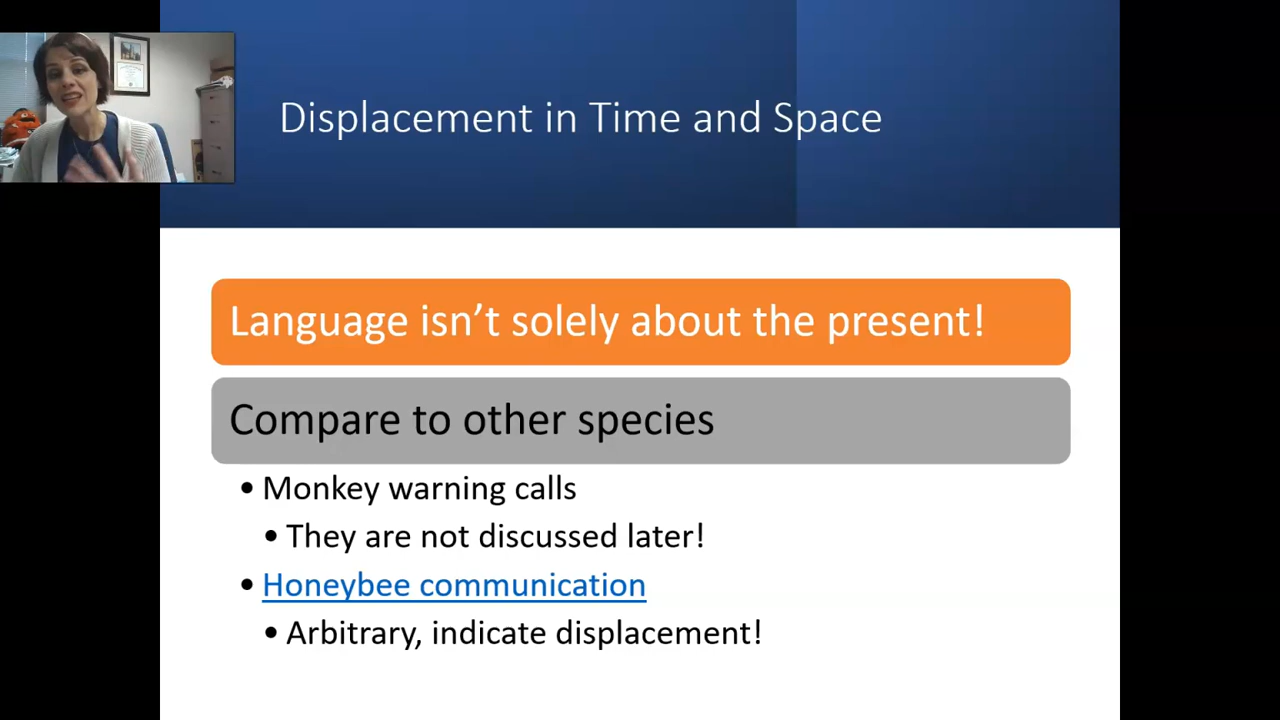 Displacement in Time and Space
Language isn’t solely about the present!
Compare to other species
• Monkey warning calls
• They are not discussed later!
• Honeybee communication
• Arbitrary, indicate displacement!